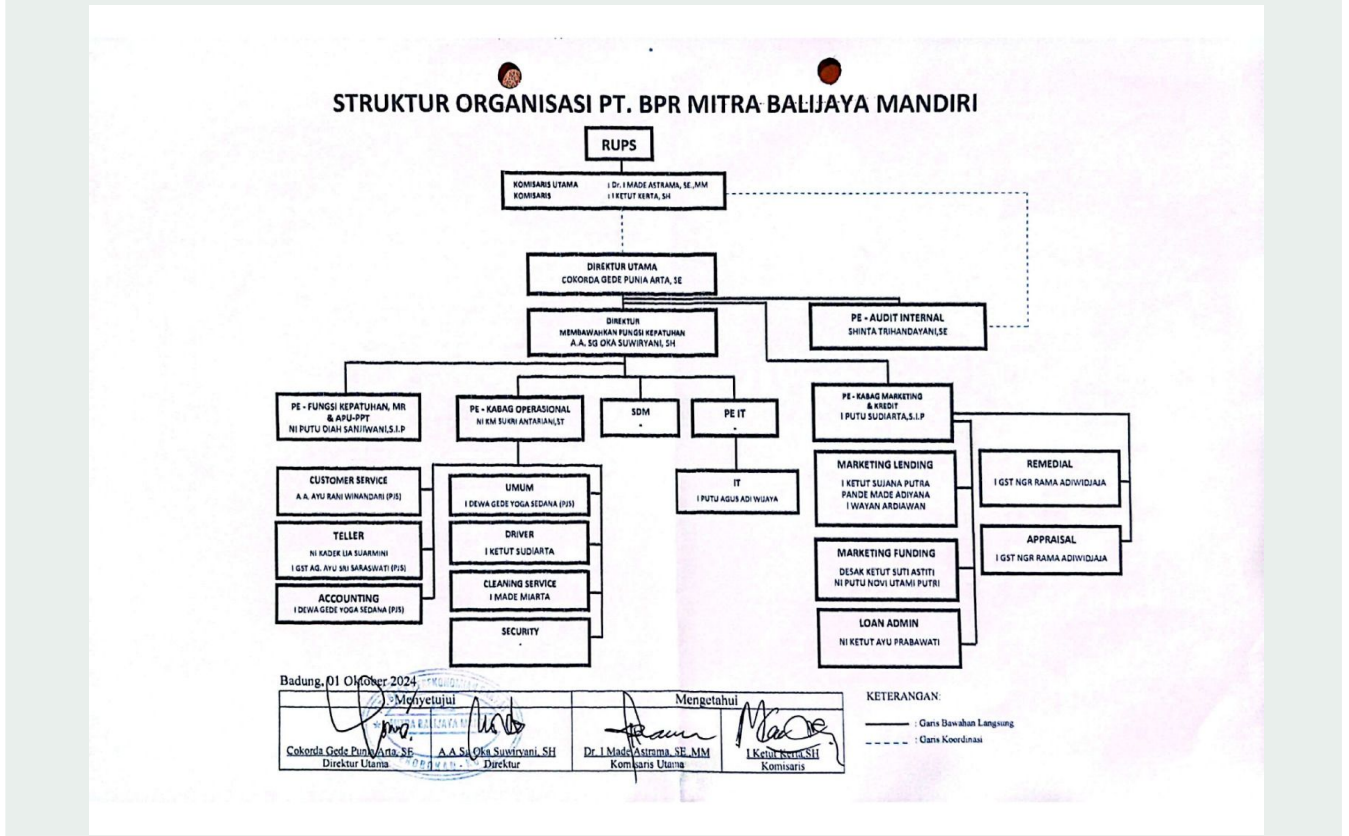 STRUKTUR ORGANISASI PT. BPR MITRA BALIJAYA MANDIRI
RUPS
KOMISARIS UTAMA : Dr. I MADE ASTRAMA, SE.,MM
KOMISARIS : I KETUT KERTA, SH
DIREKTUR UTAMA
COKORDA GEDE PUNIA ARTA, SE
DIREKTUR
MEMBAWAHKAN FUNGSI KEPATUHAN
A.A. SG OKA SUWIRYANI, SH
PE - AUDIT INTERNAL
SHINTA TRIHANDAYANI,SE
PE - FUNGSI KEPATUHAN, MR
& APU-PPT
NI PUTU DIAH SANJIWANI,S.I.P
PE - KABAG OPERASIONAL
NI KM SUKRI ANTARIANI,ST
SDM
-
PE IT
-
PE - KABAG MARKETING
& KREDIT
I PUTU SUDIARTA,S.I.P
CUSTOMER SERVICE
A.A. AYU RANI WINANDARI (PJS)
TELLER
NI KADEK LIA SUARMINI
I GST AG. AYU SRI SARASWATI (PJS)
ACCOUNTING
I DEWA GEDE YOGA SEDANA (PJS)
UMUM
I DEWA GEDE YOGA SEDANA (PJS)
DRIVER
I KETUT SUDIARTA
CLEANING SERVICE
I MADE MIARTA
SECURITY
-
IT
I PUTU AGUS ADI WIJAYA
MARKETING LENDING
I KETUT SUJANA PUTRA
PANDE MADE ADIYANA
I WAYAN ARDIAWAN
MARKETING FUNDING
DESAK KETUT SUTI ASTITI
NI PUTU NOVI UTAMI PUTRI
LOAN ADMIN
NI KETUT AYU PRABAWATI
REMEDIAL
I GST NGR RAMA ADIWIDJAJA
APPRAISAL
I GST NGR RAMA ADIWIDJAJA
Badung, 01 Oktober 2024
Menyetujui
Mengetahui
Cokorda Gede Punia Arta, SE
Direktur Utama
A.A Sg Oka Suwiryani, SH
Direktur
Dr. I Made Astrama, SE.,MM
Komisaris Utama
I Ketut Kerta,SH
Komisaris
KETERANGAN:
: Garis Bawahan Langsung
: Garis Koordinasi